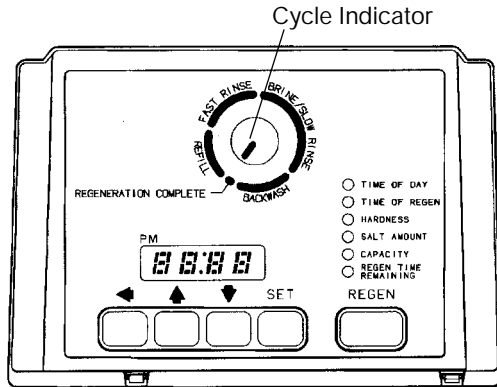 Cycle Indicator
FAST RINSE
BRINE/SLOW RINSE
REFILL
BACKWASH
REGENERATION COMPLETE
TIME OF DAY
TIME OF REGEN
HARDNESS
SALT AMOUNT
CAPACITY
REGEN TIME
REMAINING
PM
88:88
SET
REGEN